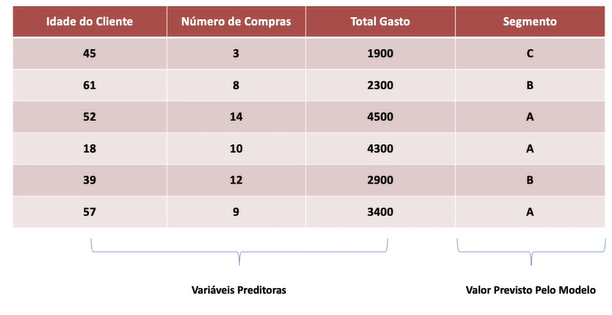 Idade do Cliente Número de Compras Total Gasto Segmento
45 3 1900 C
61 8 2300 B
52 14 4500 A
18 10 4300 A
39 12 2900 B
57 9 3400 A
Variáveis Preditoras Valor Previsto Pelo Modelo